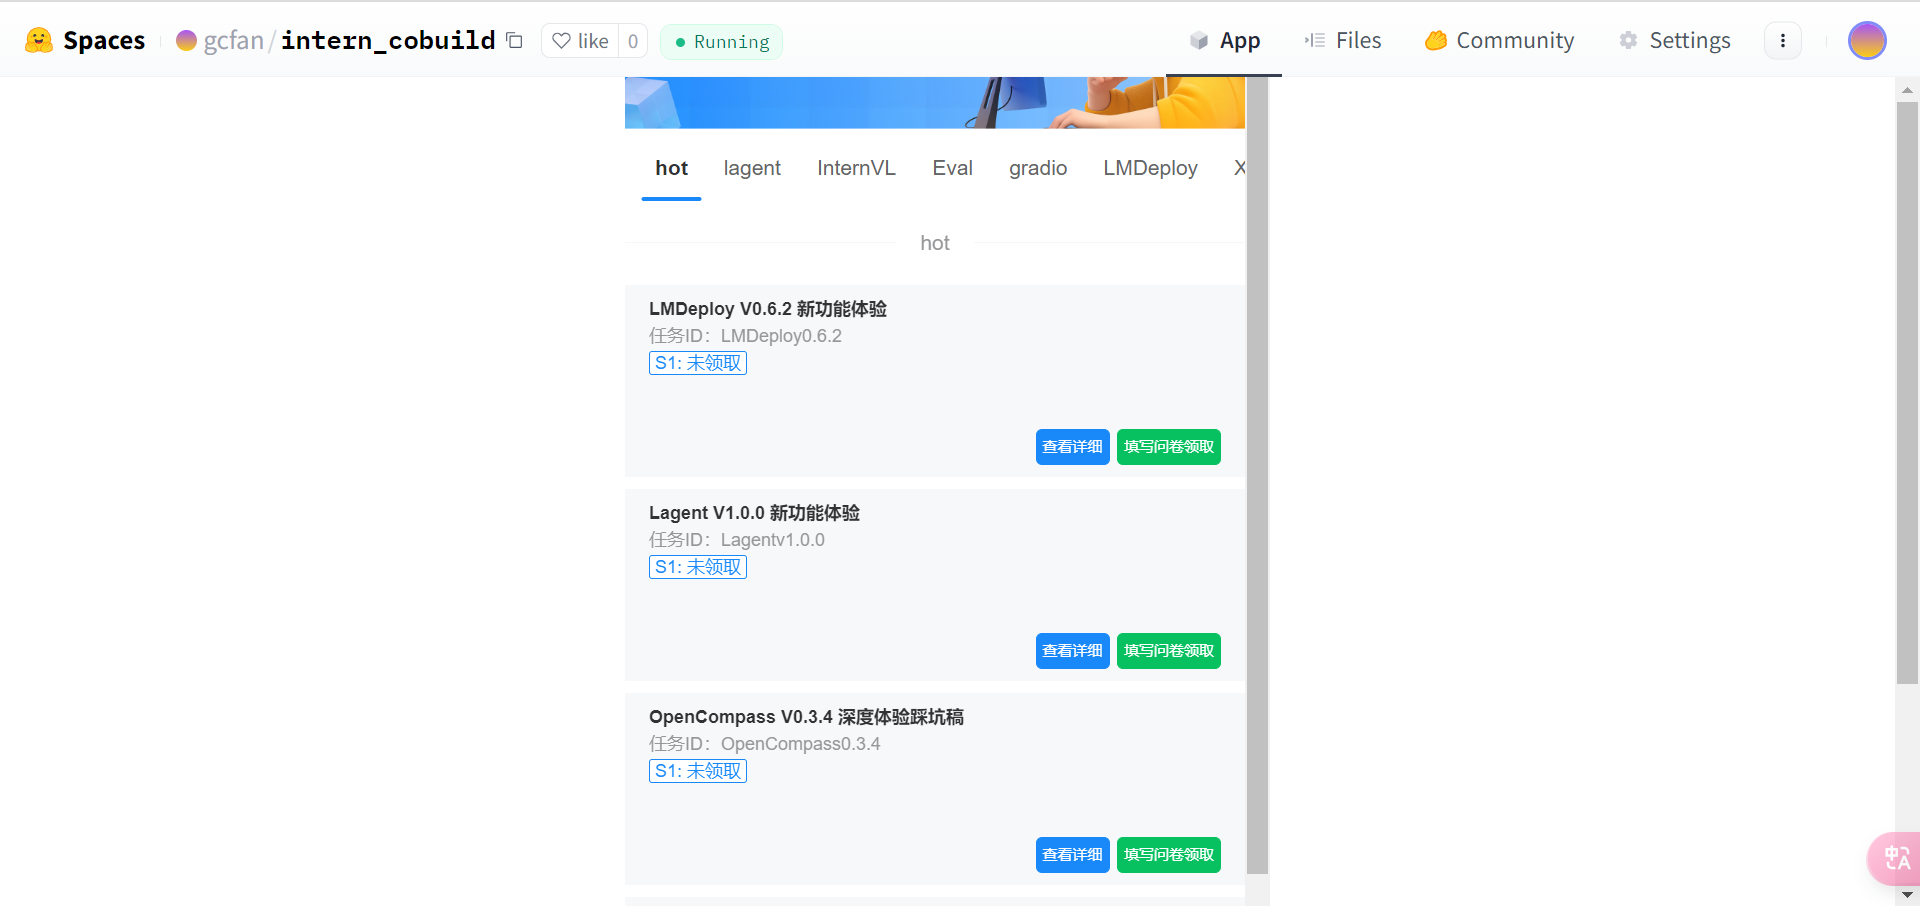 Spaces gcfan/intern_cobuild like 0 Running App Files Community Settings
hot lagent InternVL Eval gradio LMDeploy X
hot
LMDeploy V0.6.2 新功能体验
任务ID：LMDeploy0.6.2
S1: 未领取
查看详细 填写问卷领取
Lagent V1.0.0 新功能体验
任务ID：Lagentv1.0.0
S1: 未领取
查看详细 填写问卷领取
OpenCompass V0.3.4 深度体验踩坑稿
任务ID：OpenCompass0.3.4
S1: 未领取
查看详细 填写问卷领取
中A